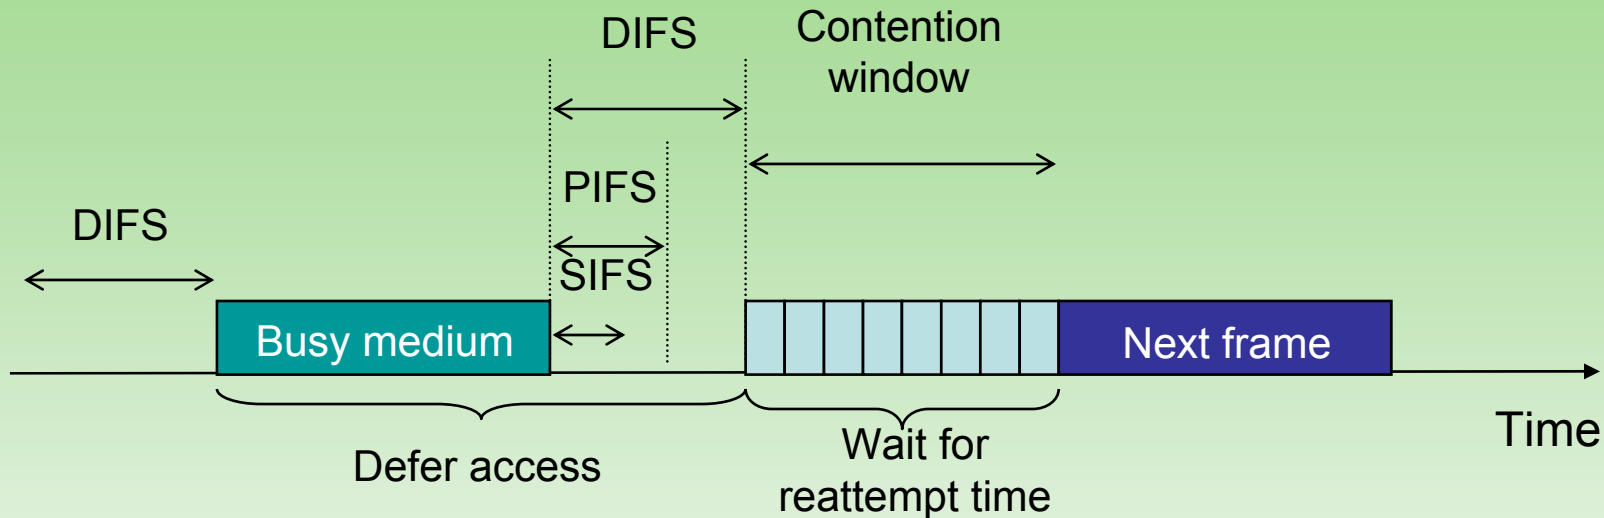 DIFS
Contention
window
PIFS
DIFS
SIFS
Busy medium
Next frame
Time
Defer access
Wait for
reattempt time